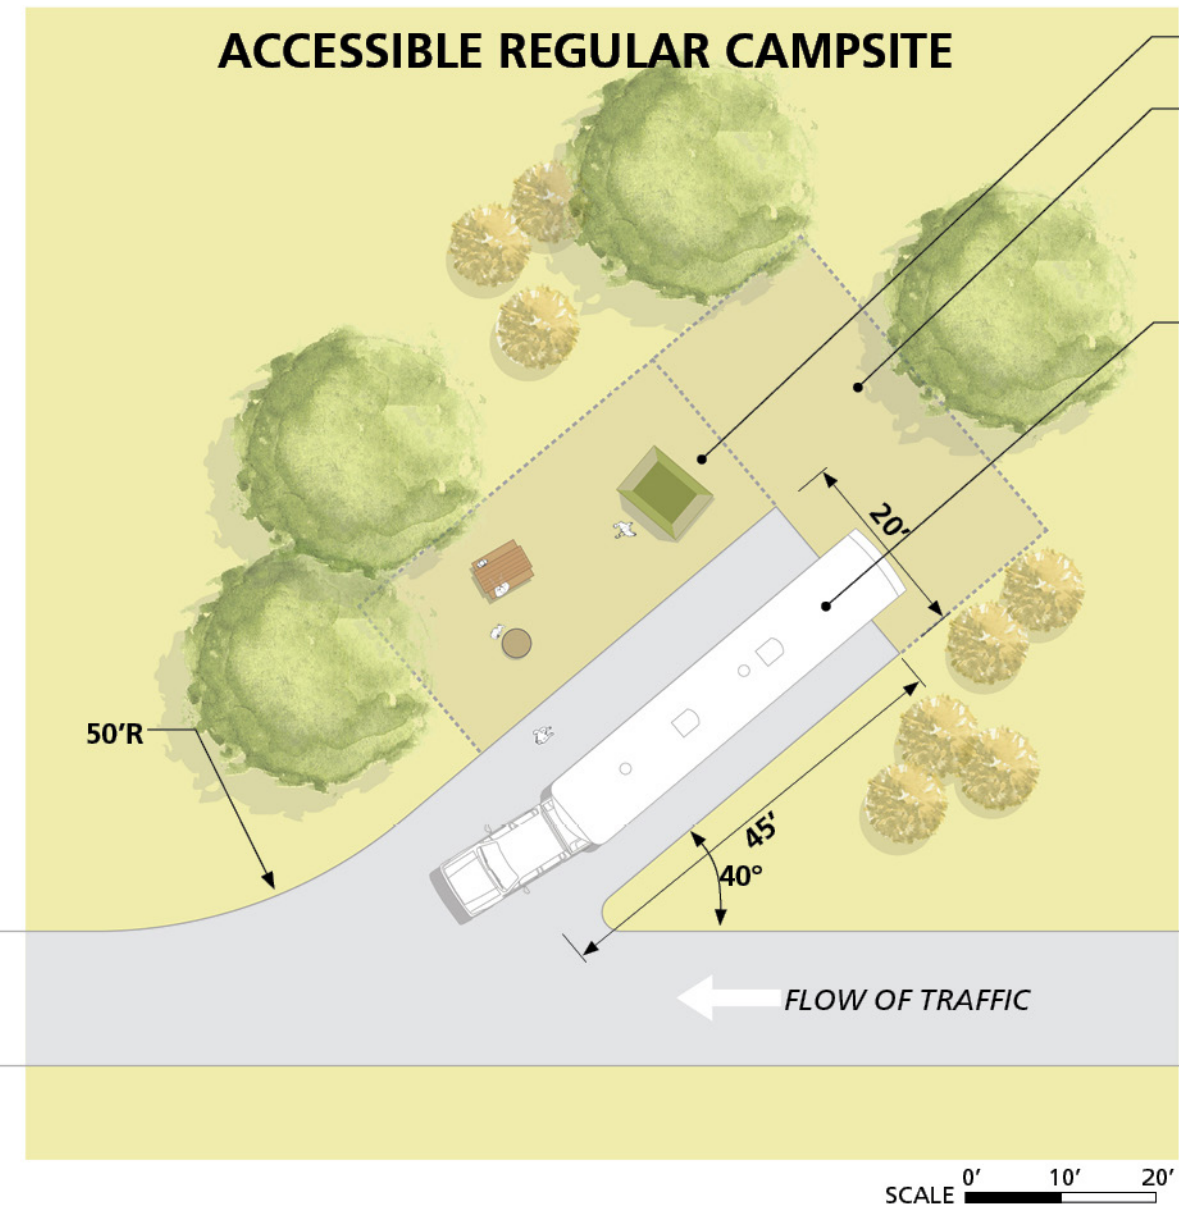 ACCESSIBLE REGULAR CAMPSITE
20'
50'R
45'
40°
FLOW OF TRAFFIC
SCALE 0' 10' 20'